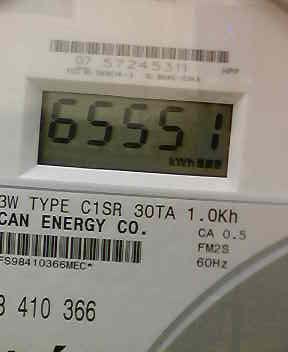 07 57245311
65551
kWh
3W TYPE C1SR 30TA 1.0Kh
CAN ENERGY CO.
CA 0.5
FM2S
60Hz
FS98410366MEC*
8 410 366